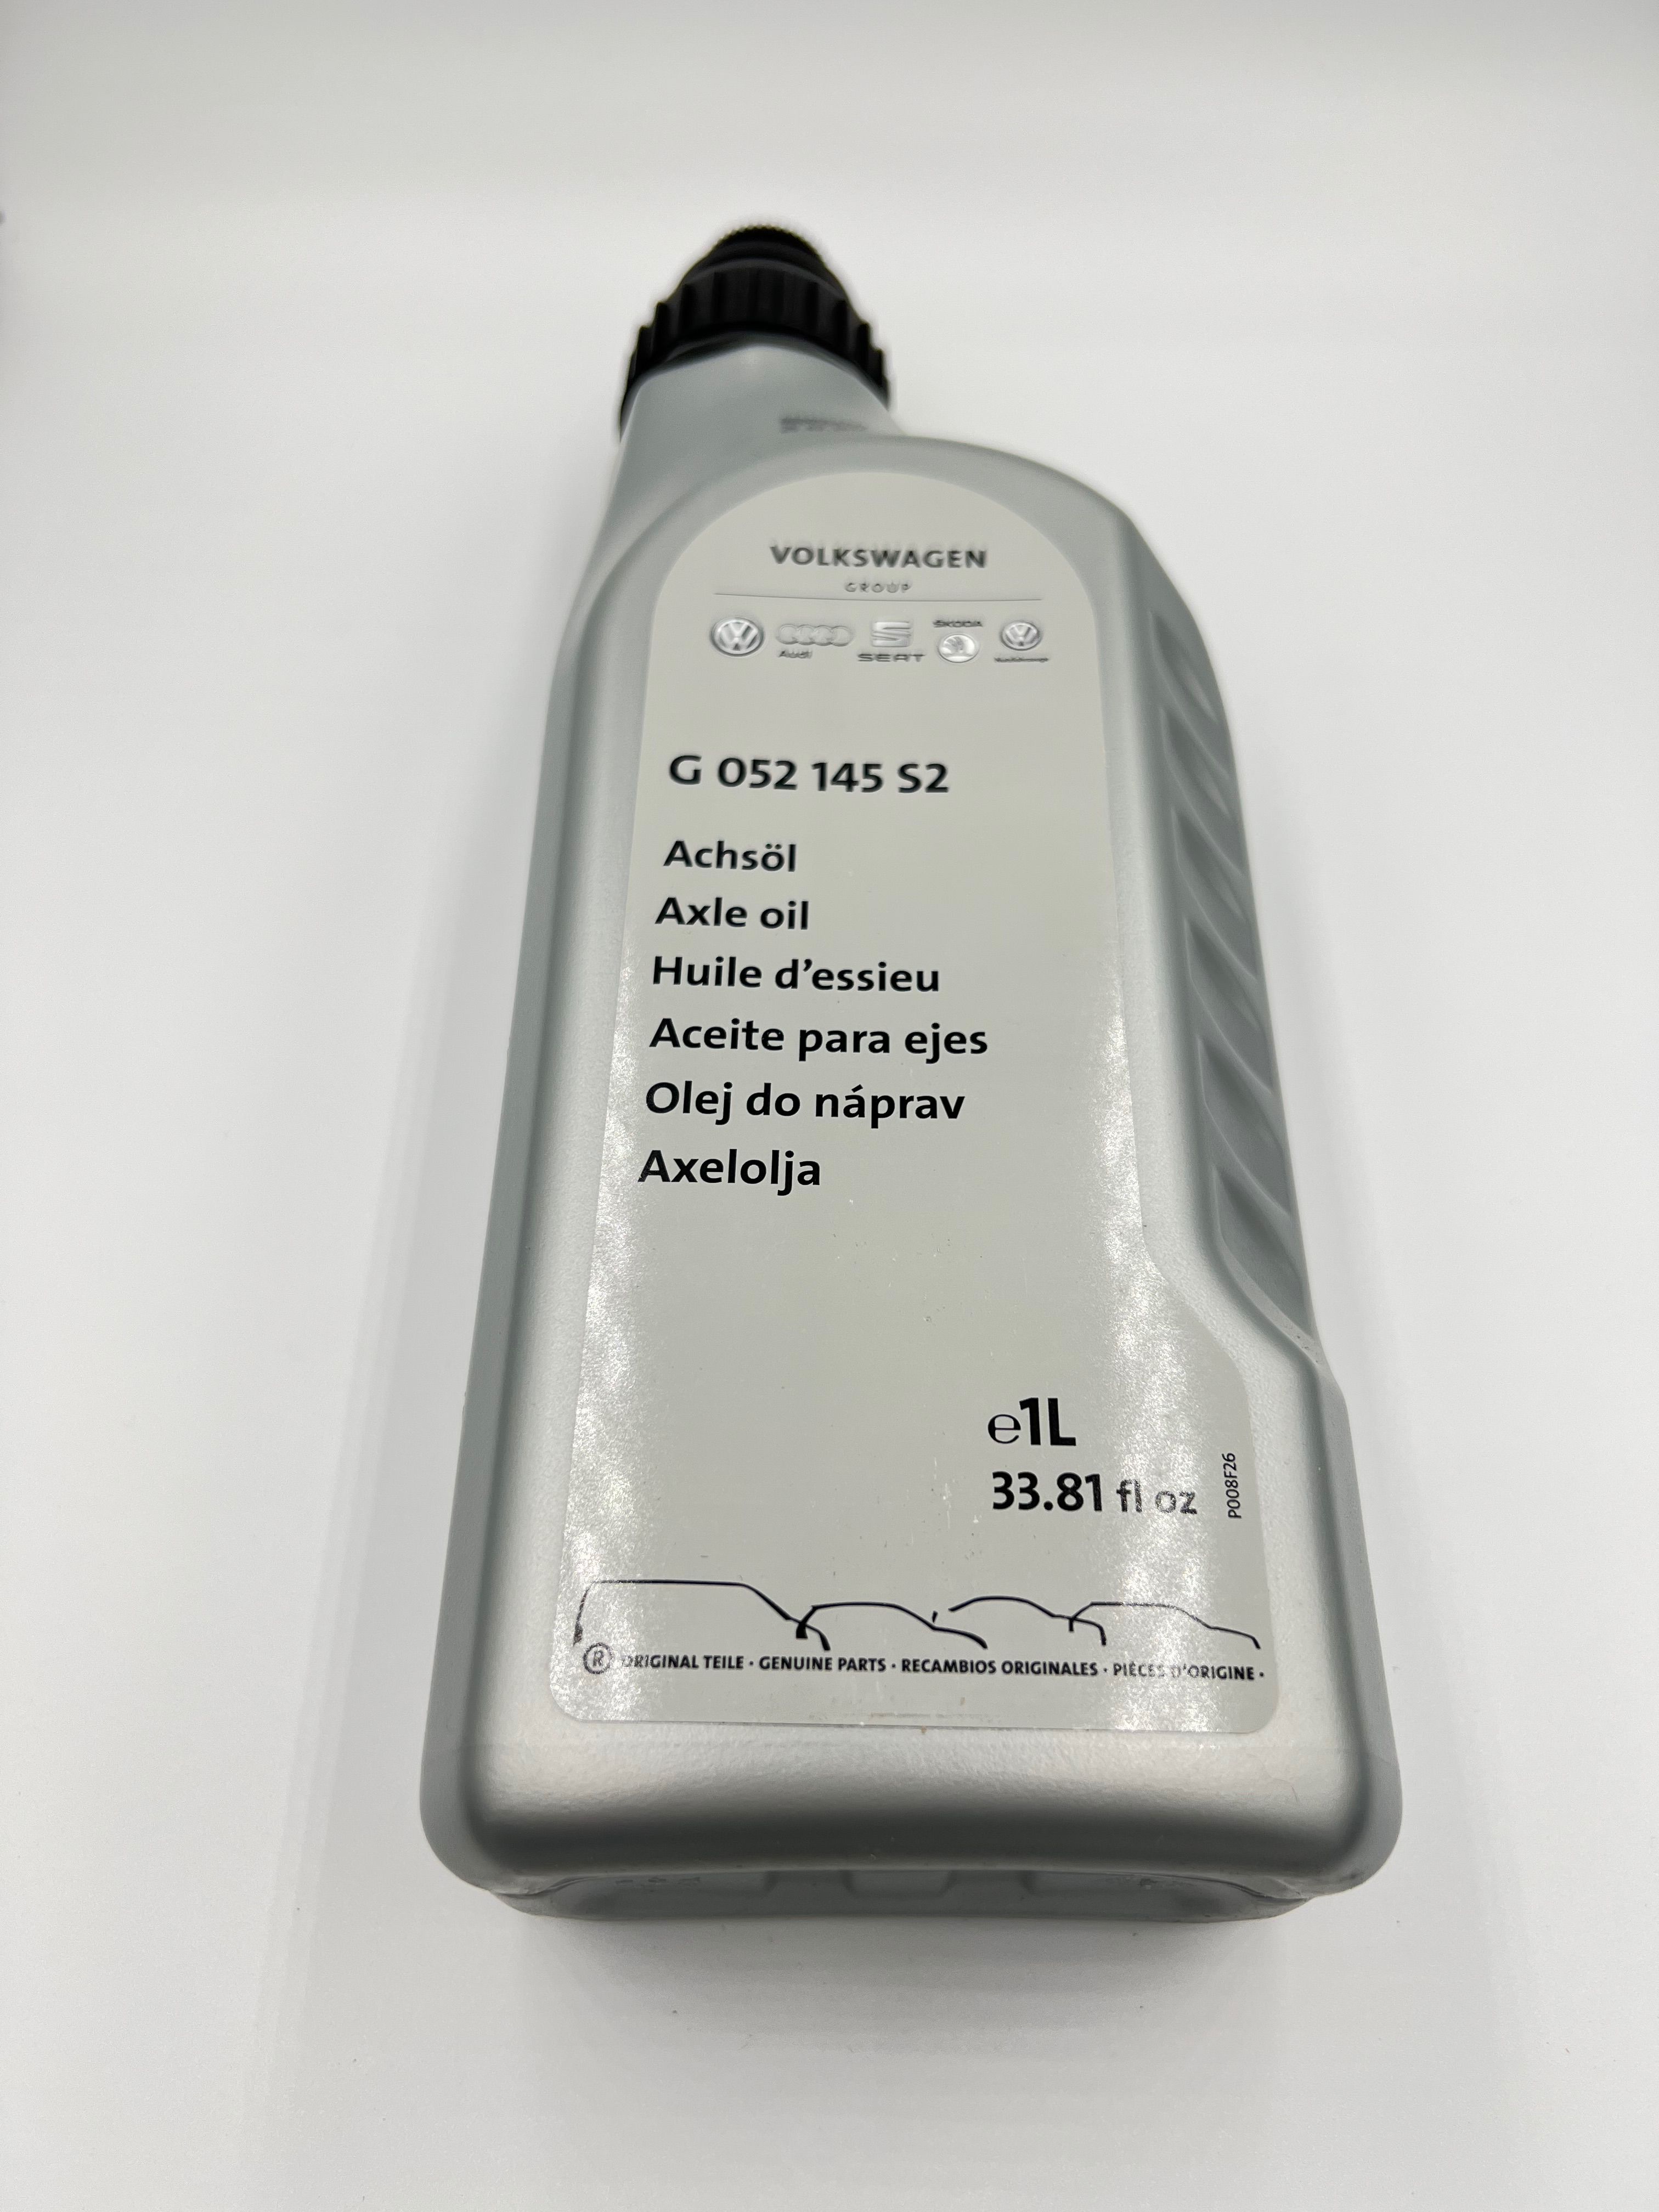 VOLKSWAGEN
GROUP
Audi
SEAT
ŠKODA
G 052 145 S2
Achsöl
Axle oil
Huile d'essieu
Aceite para ejes
Olej do náprav
Axelolja
℮1L
33.81 fl oz
P008F26
® ORIGINAL TEILE · GENUINE PARTS · RECAMBIOS ORIGINALES · PIÈCES D'ORIGINE ·